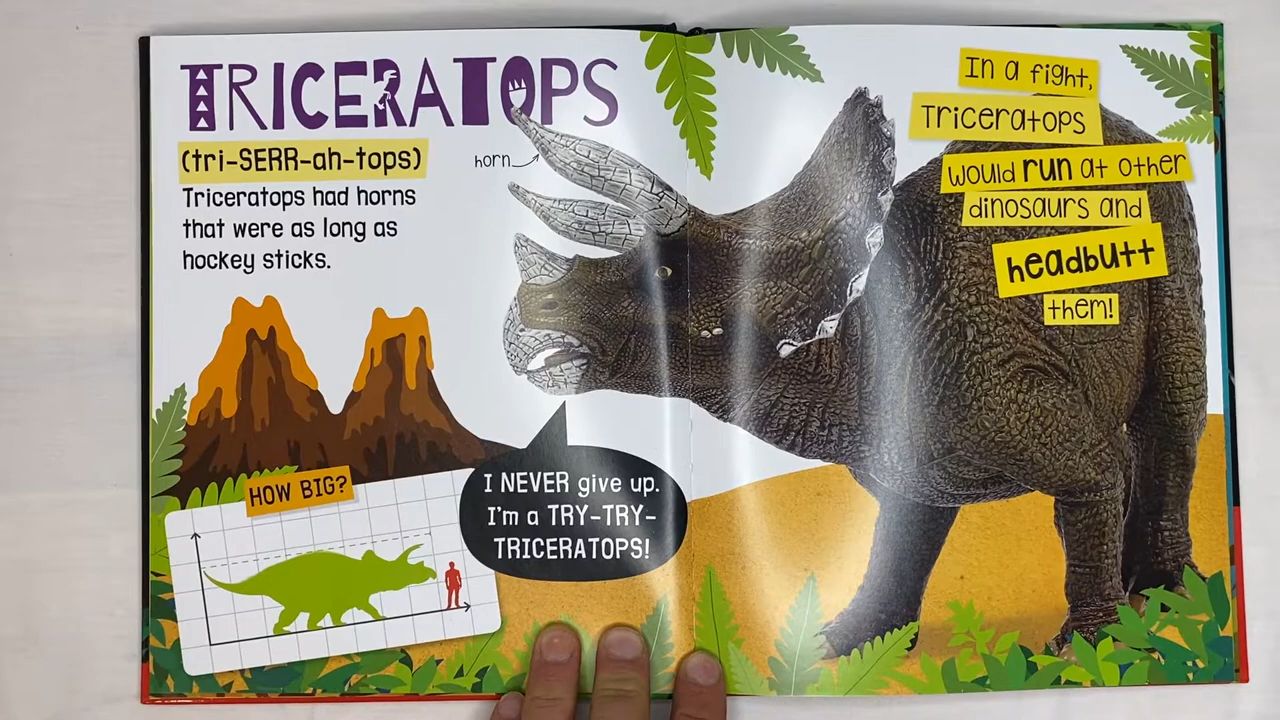 TRICERATOPS
(tri-SERR-ah-tops)
Triceratops had horns
that were as long as
hockey sticks.
horn
HOW BIG?
I NEVER give up.
I'm a TRY-TRY-
TRICERATOPS!
In a fight,
Triceratops
would run at other
dinosaurs and
headbutt
them!